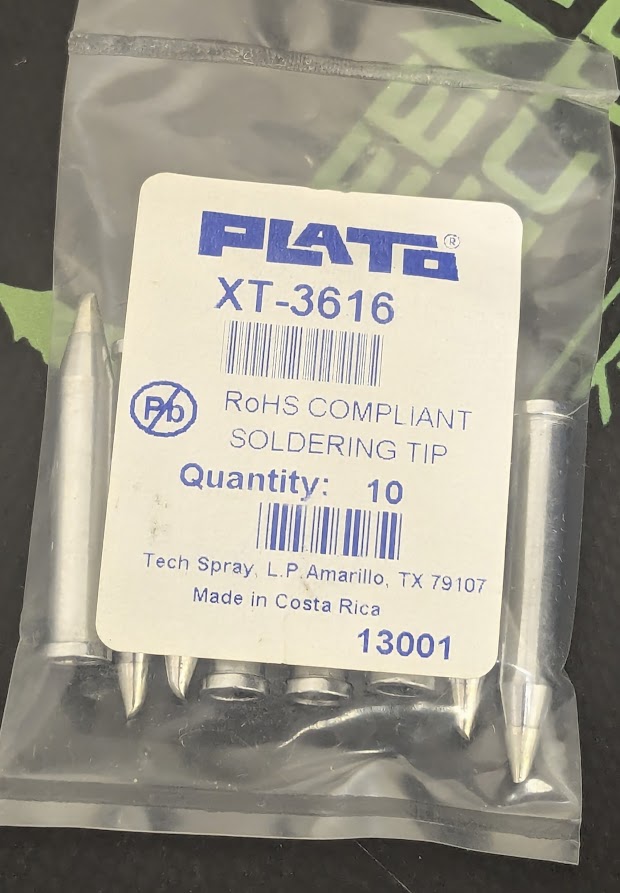 PLATO®
XT-3616
Pb
RoHS COMPLIANT
SOLDERING TIP
Quantity: 10
Tech Spray, L.P. Amarillo, TX 79107
Made in Costa Rica
13001